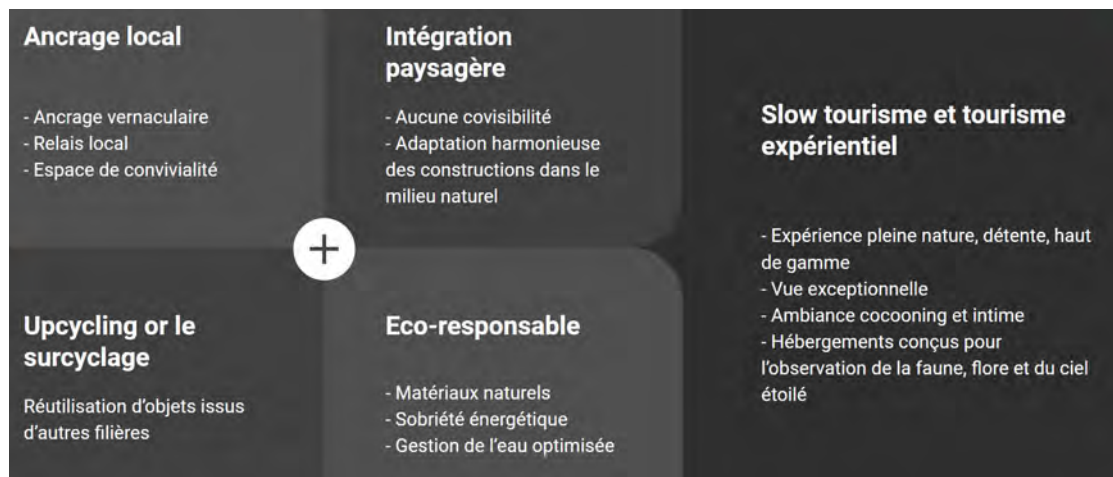 Ancrage local
- Ancrage vernaculaire
- Relais local
- Espace de convivialité
Intégration
paysagère
- Aucune covisibilité
- Adaptation harmonieuse
des constructions dans le
milieu naturel
+
Upcycling or le
surcyclage
Réutilisation d’objets issus
d’autres filières
Eco-responsable
- Matériaux naturels
- Sobriété énergétique
- Gestion de l’eau optimisée
Slow tourisme et tourisme
expérientiel
- Expérience pleine nature, détente, haut
de gamme
- Vue exceptionnelle
- Ambiance cocooning et intime
- Hébergements conçus pour
l’observation de la faune, flore et du ciel
étoilé